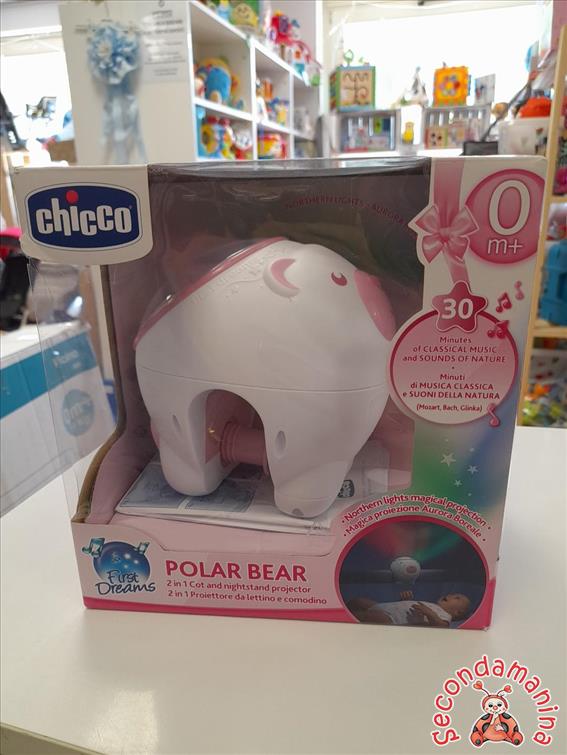 chicco
NORTHERN LIGHTS - AURORA
0
m+
30
Minutes
of CLASSICAL MUSIC
and SOUNDS OF NATURE
Minuti
di MUSICA CLASSICA
e SUONI DELLA NATURA
(Mozart, Bach, Glinka)
• Northern lights magical projection •
• Magica proiezione Aurora Boreale •
First
Dreams
POLAR BEAR
2 in 1 Cot and nightstand projector
2 in 1 Proiettore da lettino e comodino
Secondamanina